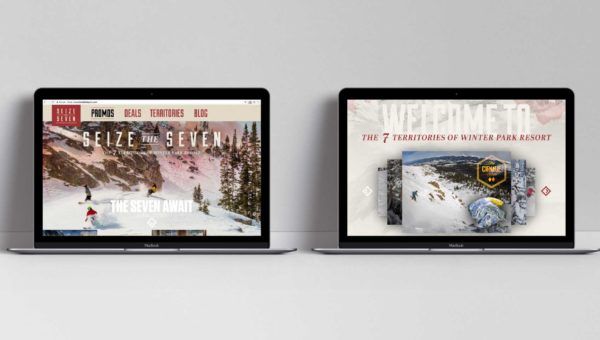 SEIZE
THE
SEVEN
PROMOS DEALS TERRITORIES BLOG
SEIZE THE SEVEN
THE 7 TERRITORIES OF WINTER PARK RESORT
THE SEVEN AWAIT
MacBook
WELCOME TO
THE 7 TERRITORIES OF WINTER PARK RESORT
CIRQUE
MacBook